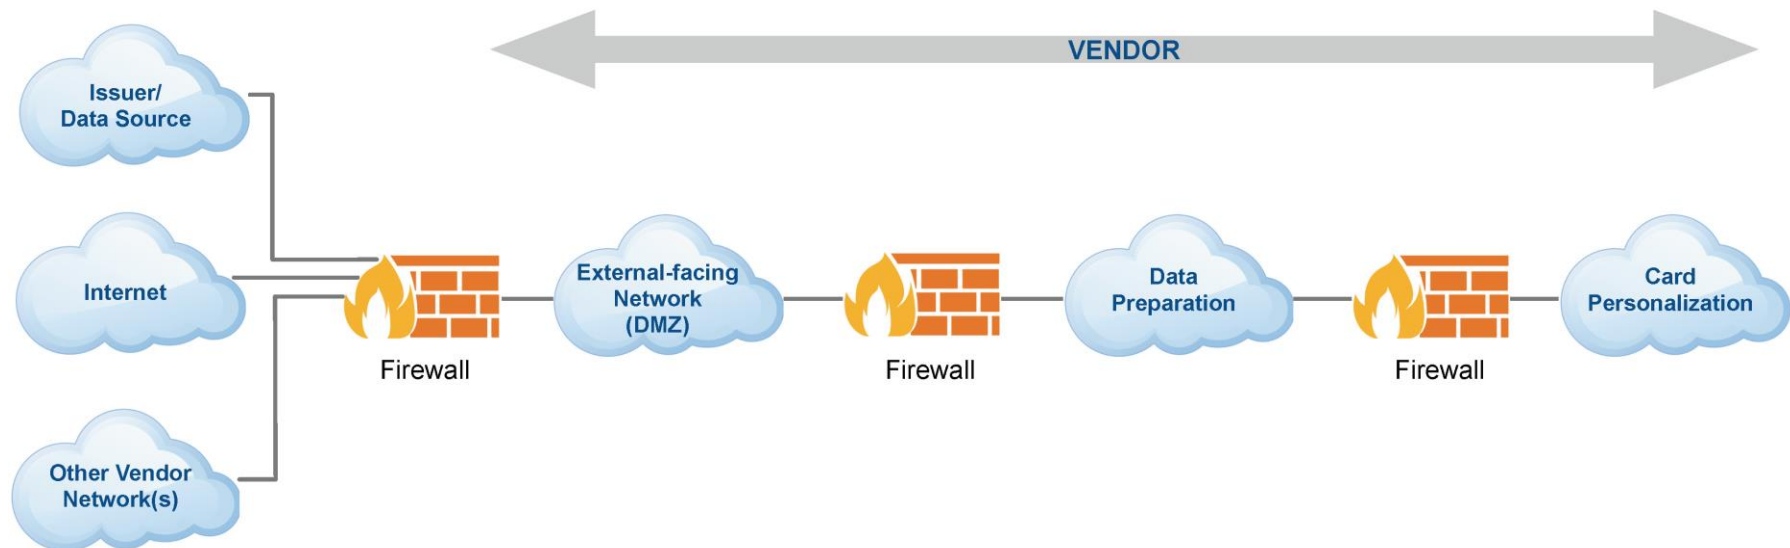 VENDOR
Issuer/
Data Source
Internet
Other Vendor
Network(s)
Firewall
External-facing
Network
(DMZ)
Firewall
Data
Preparation
Firewall
Card
Personalization